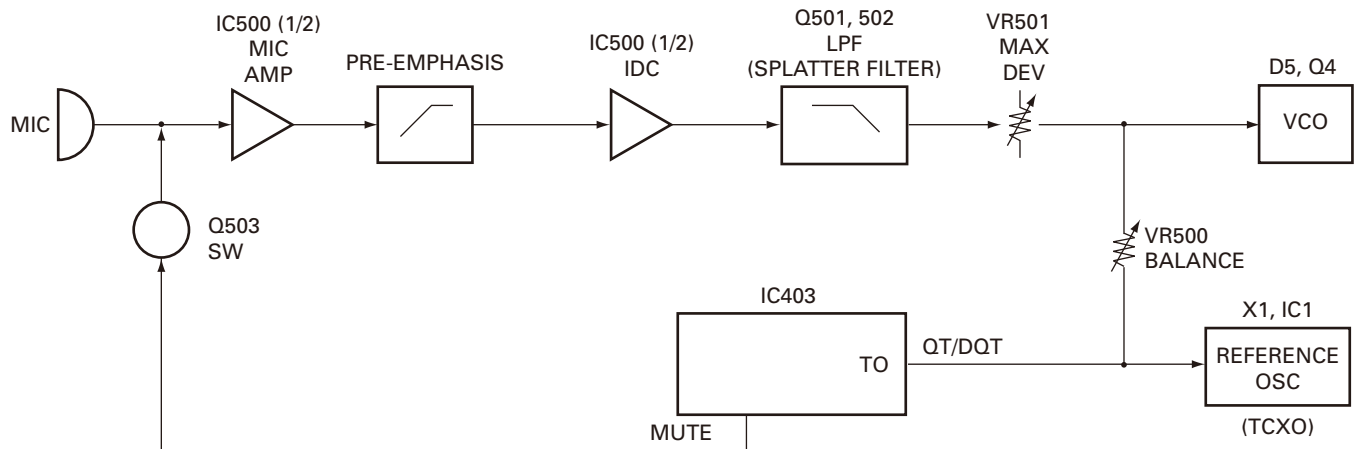 IC500 (1/2)
MIC
AMP
PRE-EMPHASIS
IC500 (1/2)
IDC
Q501, 502
LPF
(SPLATTER FILTER)
VR501
MAX
DEV
D5, Q4
VCO
MIC
Q503
SW
VR500
BALANCE
IC403
TO
QT/DQT
MUTE
X1, IC1
REFERENCE
OSC
(TCXO)